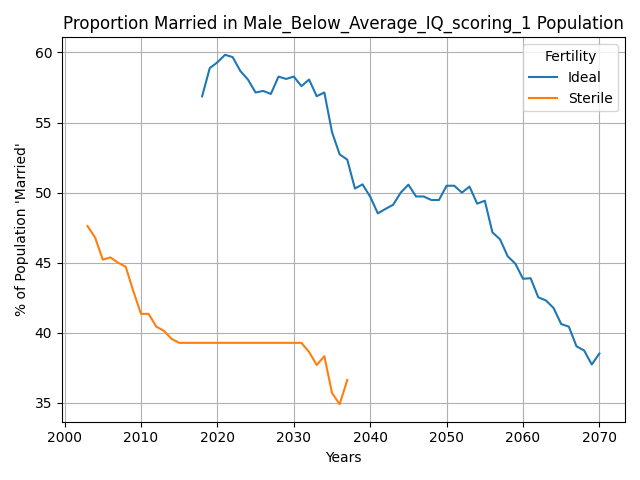 Proportion Married in Male_Below_Average_IQ_scoring_1 Population
% of Population 'Married'
60
55
50
45
40
35
Fertility
Ideal
Sterile
2000 2010 2020 2030 2040 2050 2060 2070
Years